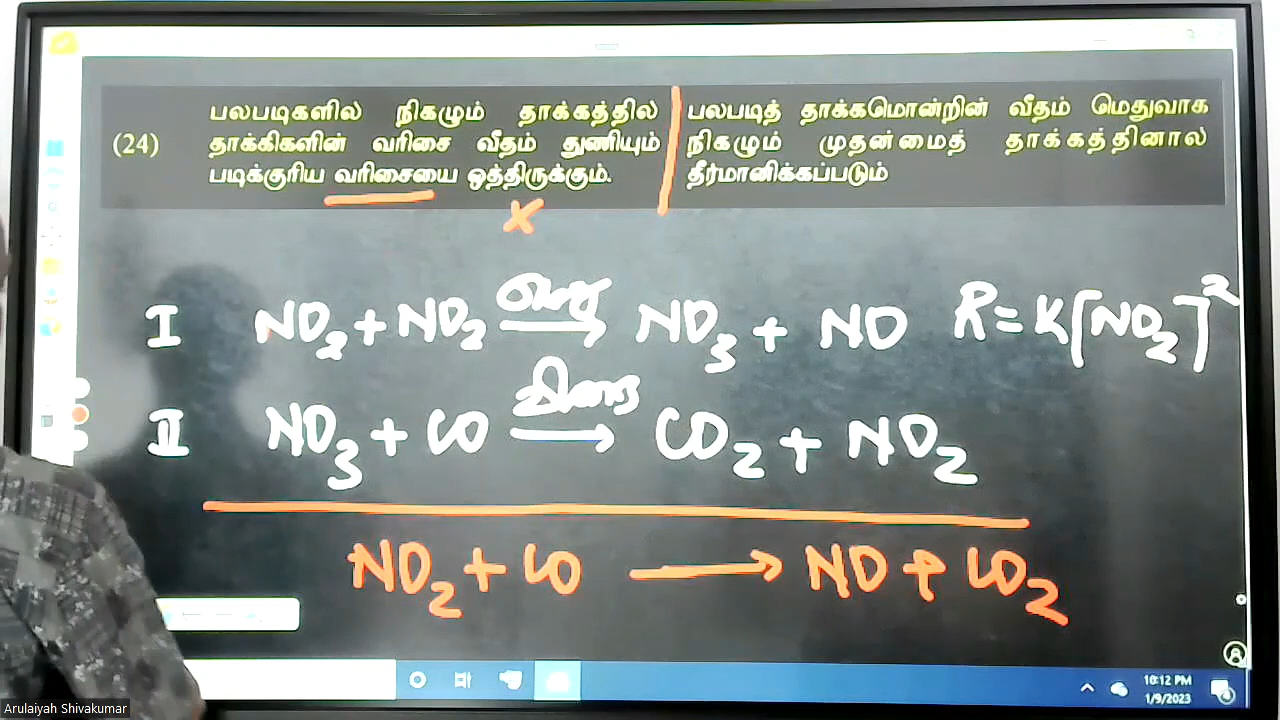 (24)
பலபடிகளில் நிகழும் தாக்கத்தில்
தாக்கிகளின் வரிசை வீதம் துணியும்
படிக்குரிய வரிசையை ஒத்திருக்கும்.
பலபடித் தாக்கமொன்றின் வீதம் மெதுவாக
நிகழும் முதன்மைத் தாக்கத்தினால்
தீர்மானிக்கப்படும்
x
I NO₂ + NO₂ → NO₃ + NO R = K[NO₂]²
II NO₃ + CO → CO₂ + NO₂
NO₂ + CO → NO + CO₂
10:12 PM
1/9/2023
Arulaiyah Shivakumar